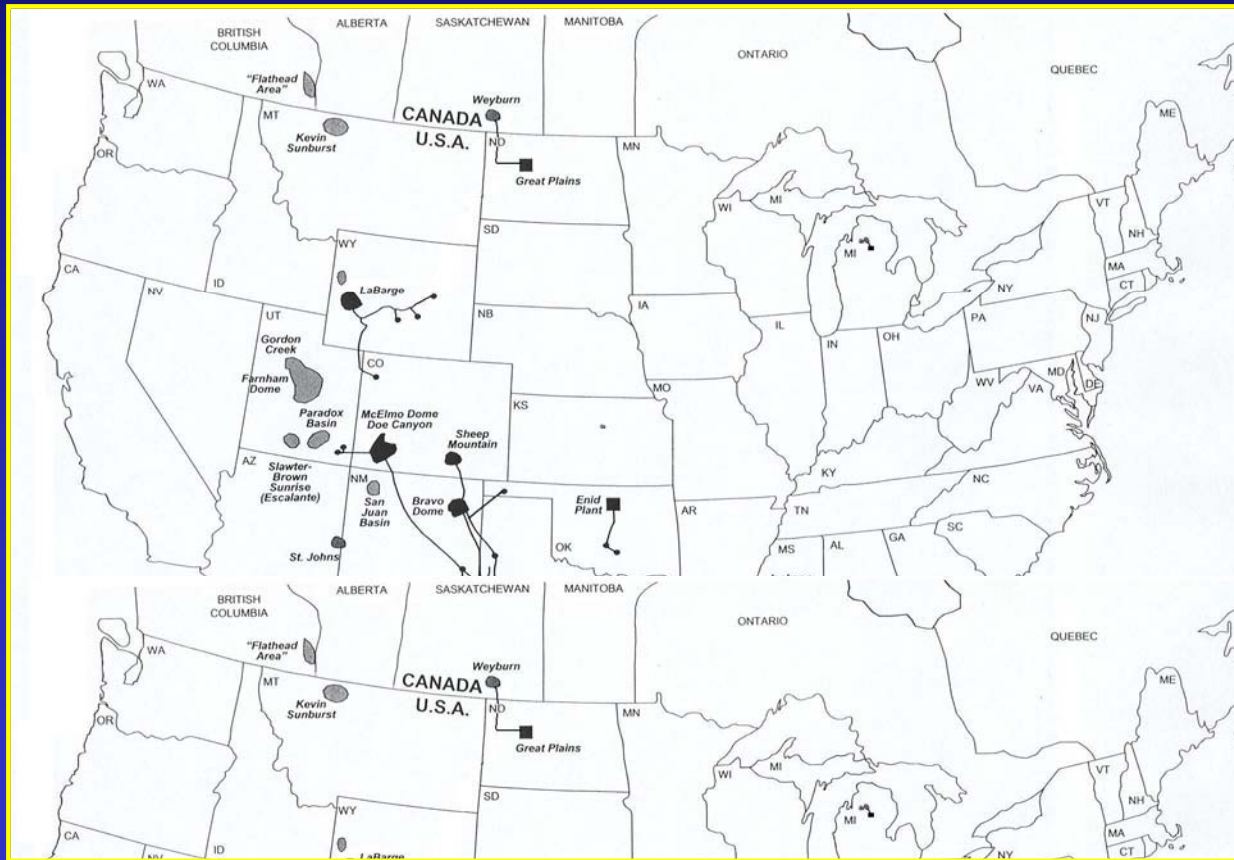 BRITISH
COLUMBIA
ALBERTA
SASKATCHEWAN
MANITOBA
ONTARIO
QUEBEC
WA
"Flathead
Area"
MT
Kevin
Sunburst
CANADA
U.S.A.
Weyburn
ND
Great Plains
MN
ME
OR
WI
MI
MI
VT
NH
MA
CT
NY
ID
WY
SD
LaBarge
CA
NV
UT
NB
IA
IL
IN
OH
PA
NJ
MD
DE
WV
VA
Gordon
Creek
Farnham
Dome
Paradox
Basin
CO
McElmo Dome
Doe Canyon
Sheep
Mountain
KS
MO
KY
AZ
Slawter-
Brown
Sunrise
(Escalante)
NM
San
Juan
Basin
Bravo
Dome
Enid
Plant
OK
AR
TN
NC
SC
MS
AL
GA
St. Johns
BRITISH
COLUMBIA
ALBERTA
SASKATCHEWAN
MANITOBA
ONTARIO
QUEBEC
WA
"Flathead
Area"
MT
Kevin
Sunburst
CANADA
U.S.A.
Weyburn
ND
Great Plains
MN
ME
OR
WI
MI
MI
VT
NH
MA
CT
NY
ID
WY
SD
LaBarge
CA
NV